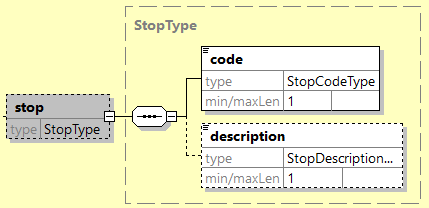 StopType
code
type StopCodeType
min/maxLen 1
stop
type StopType
description
type StopDescription...
min/maxLen 1